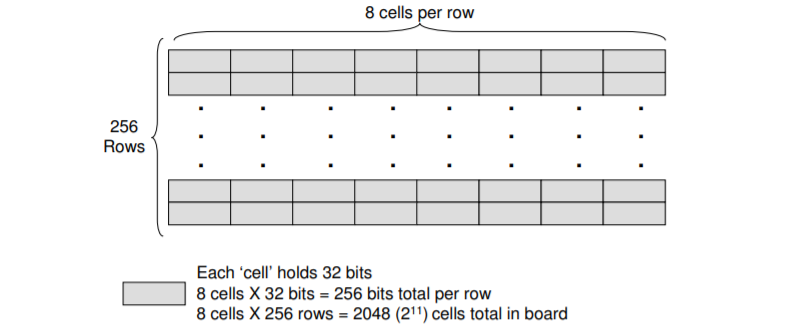 8 cells per row
256
Rows
Each ‘cell’ holds 32 bits
8 cells X 32 bits = 256 bits total per row
8 cells X 256 rows = 2048 (2¹¹) cells total in board